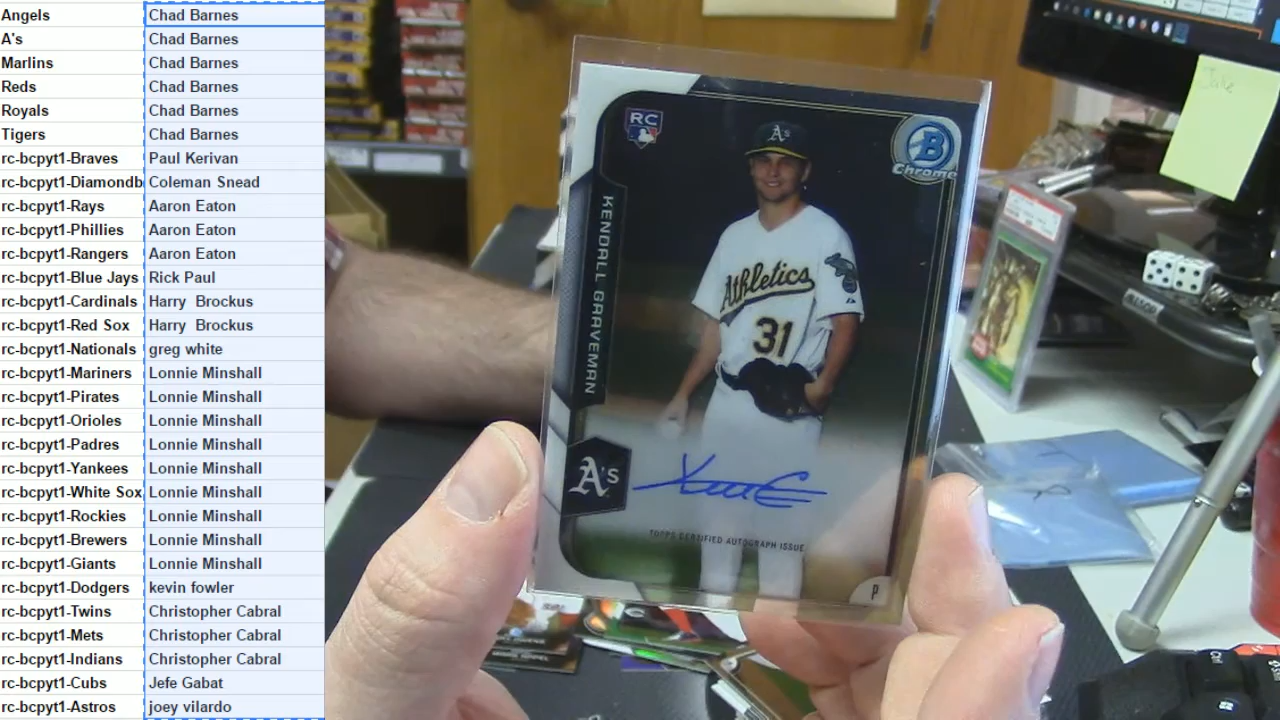 Angels Chad Barnes
A's Chad Barnes
Marlins Chad Barnes
Reds Chad Barnes
Royals Chad Barnes
Tigers Chad Barnes
rc-bcpyt1-Braves Paul Kerivan
rc-bcpyt1-Diamondb Coleman Snead
rc-bcpyt1-Rays Aaron Eaton
rc-bcpyt1-Phillies Aaron Eaton
rc-bcpyt1-Rangers Aaron Eaton
rc-bcpyt1-Blue Jays Rick Paul
rc-bcpyt1-Cardinals Harry  Brockus
rc-bcpyt1-Red Sox Harry  Brockus
rc-bcpyt1-Nationals greg white
rc-bcpyt1-Mariners Lonnie Minshall
rc-bcpyt1-Pirates Lonnie Minshall
rc-bcpyt1-Orioles Lonnie Minshall
rc-bcpyt1-Padres Lonnie Minshall
rc-bcpyt1-Yankees Lonnie Minshall
rc-bcpyt1-White Sox Lonnie Minshall
rc-bcpyt1-Rockies Lonnie Minshall
rc-bcpyt1-Brewers Lonnie Minshall
rc-bcpyt1-Giants Lonnie Minshall
rc-bcpyt1-Dodgers kevin fowler
rc-bcpyt1-Twins Christopher Cabral
rc-bcpyt1-Mets Christopher Cabral
rc-bcpyt1-Indians Christopher Cabral
rc-bcpyt1-Cubs Jefe Gabat
rc-bcpyt1-Astros joey vilardo
RC
B
Chrome
KENDALL GRAVEMAN
A's
Athletics
31
A's
TOPPS CERTIFIED AUTOGRAPH ISSUE
P
Ctrl